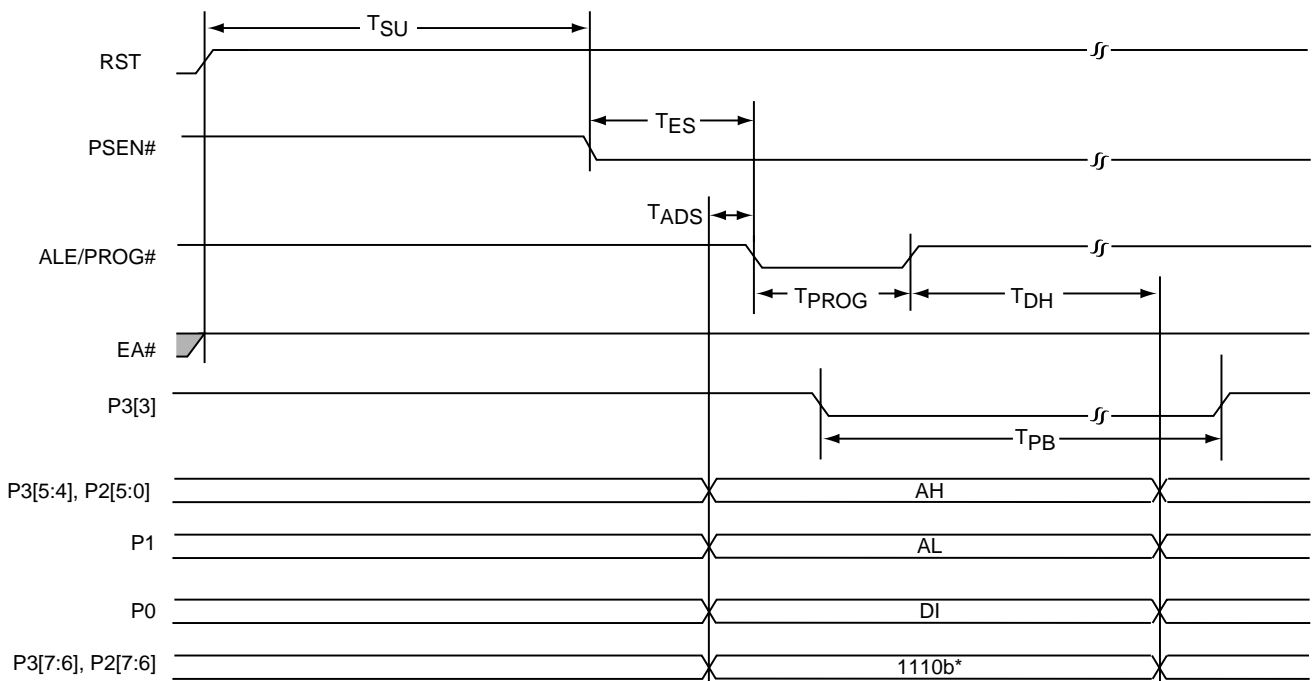 TSU
RST
TES
PSEN#
TADS
ALE/PROG#
TPROG
TDH
EA#
P3[3]
TPB
P3[5:4], P2[5:0]
AH
P1
AL
P0
DI
P3[7:6], P2[7:6]
1110b*